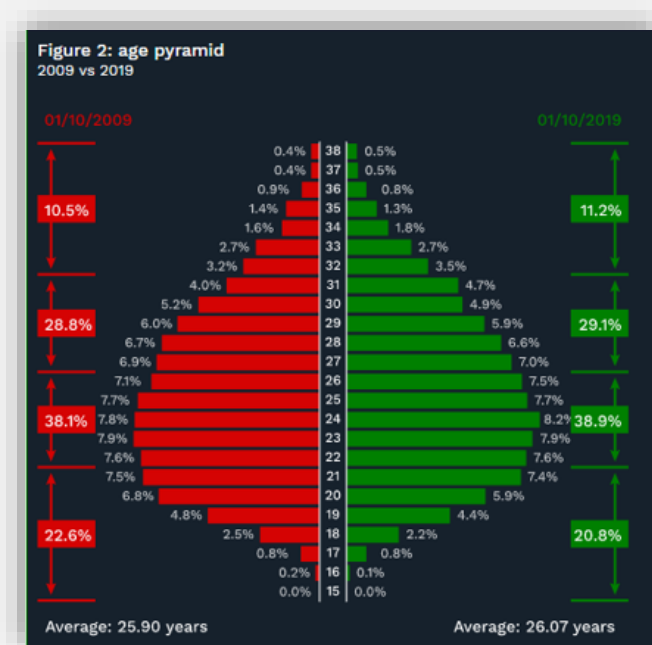 Figure 2: age pyramid
2009 vs 2019
01/10/2009 01/10/2019
0.4% 38 0.5%
0.4% 37 0.5%
0.9% 36 0.8%
10.5% 1.4% 35 1.3% 11.2%
1.6% 34 1.8%
2.7% 33 2.7%
3.2% 32 3.5%
4.0% 31 4.7%
5.2% 30 4.9%
28.8% 6.0% 29 5.9% 29.1%
6.7% 28 6.6%
6.9% 27 7.0%
7.1% 26 7.5%
7.7% 25 7.7%
38.1% 7.8% 24 8.2% 38.9%
7.9% 23 7.9%
7.6% 22 7.6%
7.5% 21 7.4%
6.8% 20 5.9%
4.8% 19 4.4%
22.6% 2.5% 18 2.2% 20.8%
0.8% 17 0.8%
0.2% 16 0.1%
0.0% 15 0.0%
Average: 25.90 years Average: 26.07 years